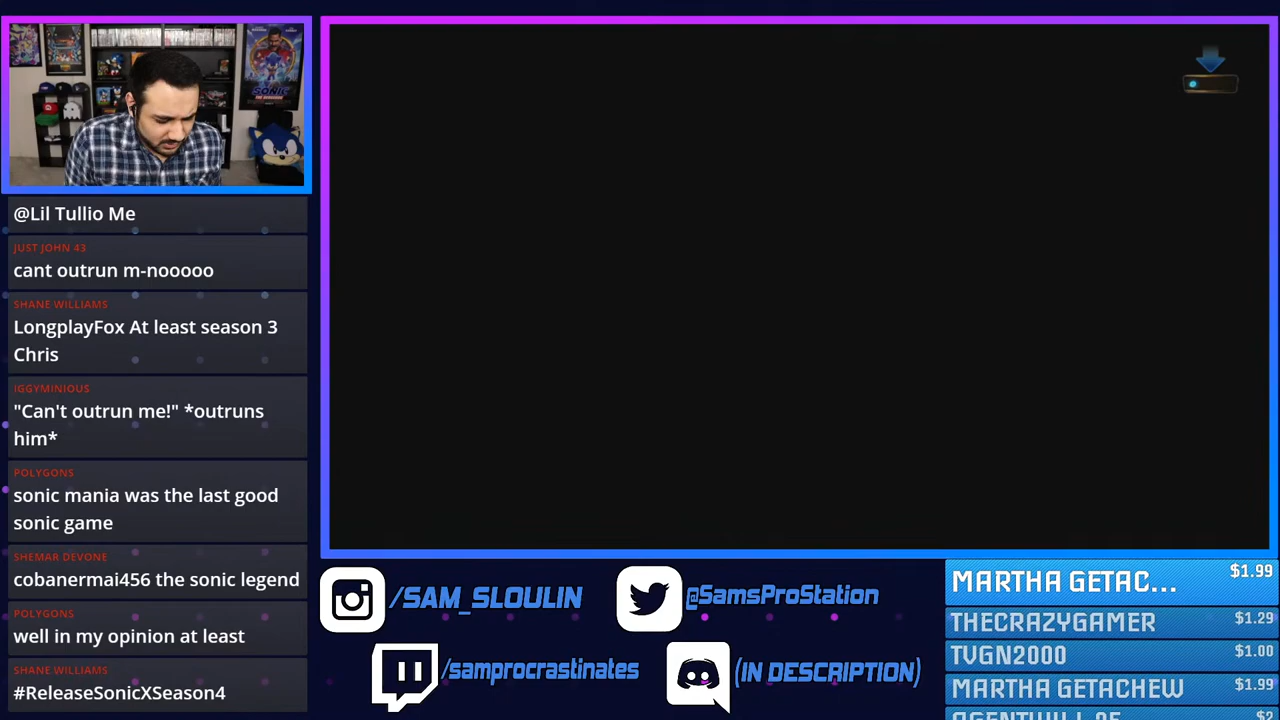 @Lil Tullio Me
JUST JOHN 43
cant outrun m-nooooo
SHANE WILLIAMS
LongplayFox At least season 3
Chris
IGGYMINIOUS
"Can't outrun me!" *outruns
him*
POLYGONS
sonic mania was the last good
sonic game
SHEMAR DEVONE
cobanermai456 the sonic legend
POLYGONS
well in my opinion at least
SHANE WILLIAMS
#ReleaseSonicXSeason4
/SAM_SLOULIN
@SamsProStation
/samprocrastinates
(IN DESCRIPTION)
MARTHA GETAC... $1.99
THECRAZYGAMER $1.29
TVGN2000 $1.00
MARTHA GETACHEW $1.99